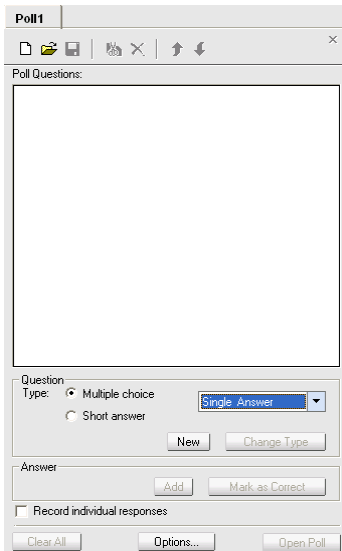 Poll1
Poll Questions:
Question
Type: Multiple choice Single Answer
Short answer
New Change Type
Answer
Add Mark as Correct
Record individual responses
Clear All Options... Open Poll